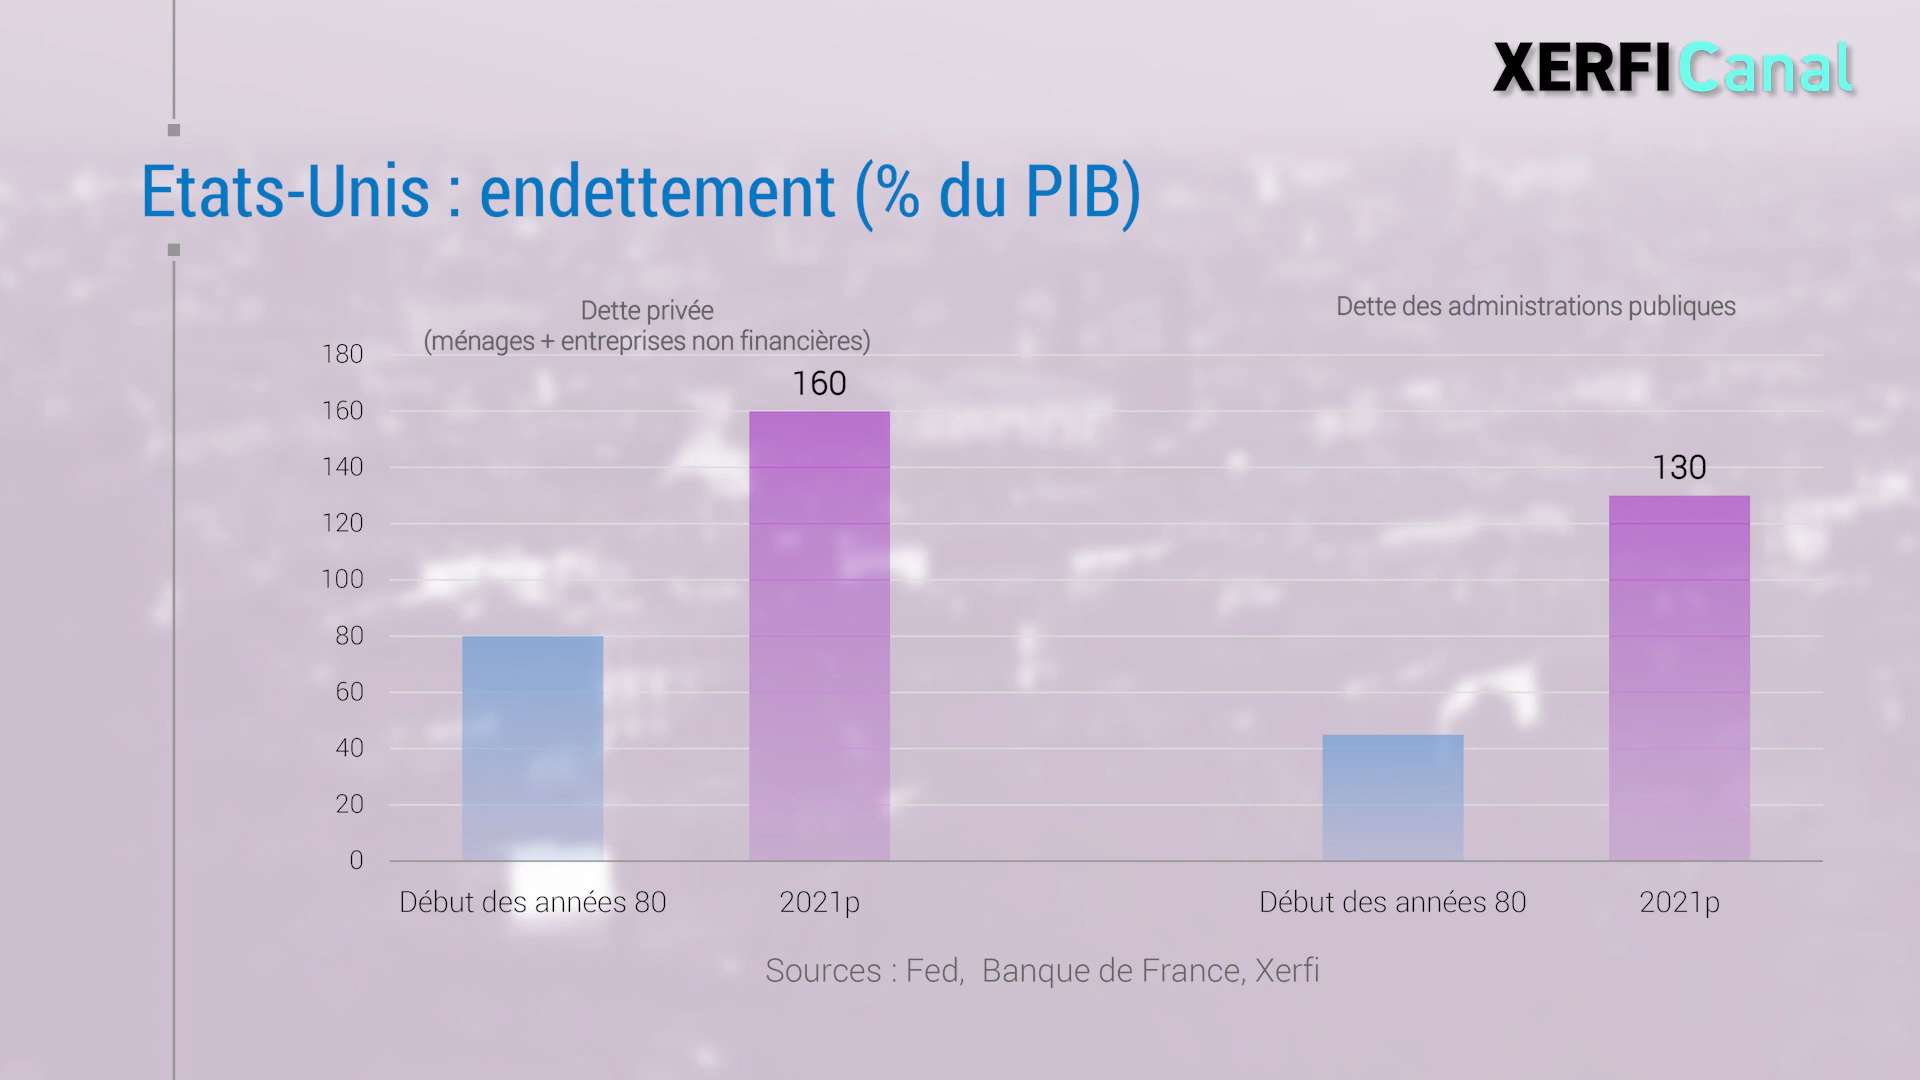 XERFI Canal
Etats-Unis : endettement (% du PIB)
Dette privée
(ménages + entreprises non financières)
Dette des administrations publiques
180
160
140
120
100
80
60
40
20
0
160
130
Début des années 80
2021p
Début des années 80
2021p
Sources : Fed, Banque de France, Xerfi